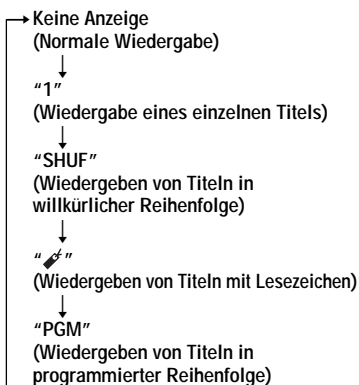 Keine Anzeige
(Normale Wiedergabe)
“1”
(Wiedergabe eines einzelnen Titels)
“SHUF”
(Wiedergeben von Titeln in
willkürlicher Reihenfolge)
“ ”
(Wiedergeben von Titeln mit Lesezeichen)
“PGM”
(Wiedergeben von Titeln in
programmierter Reihenfolge)